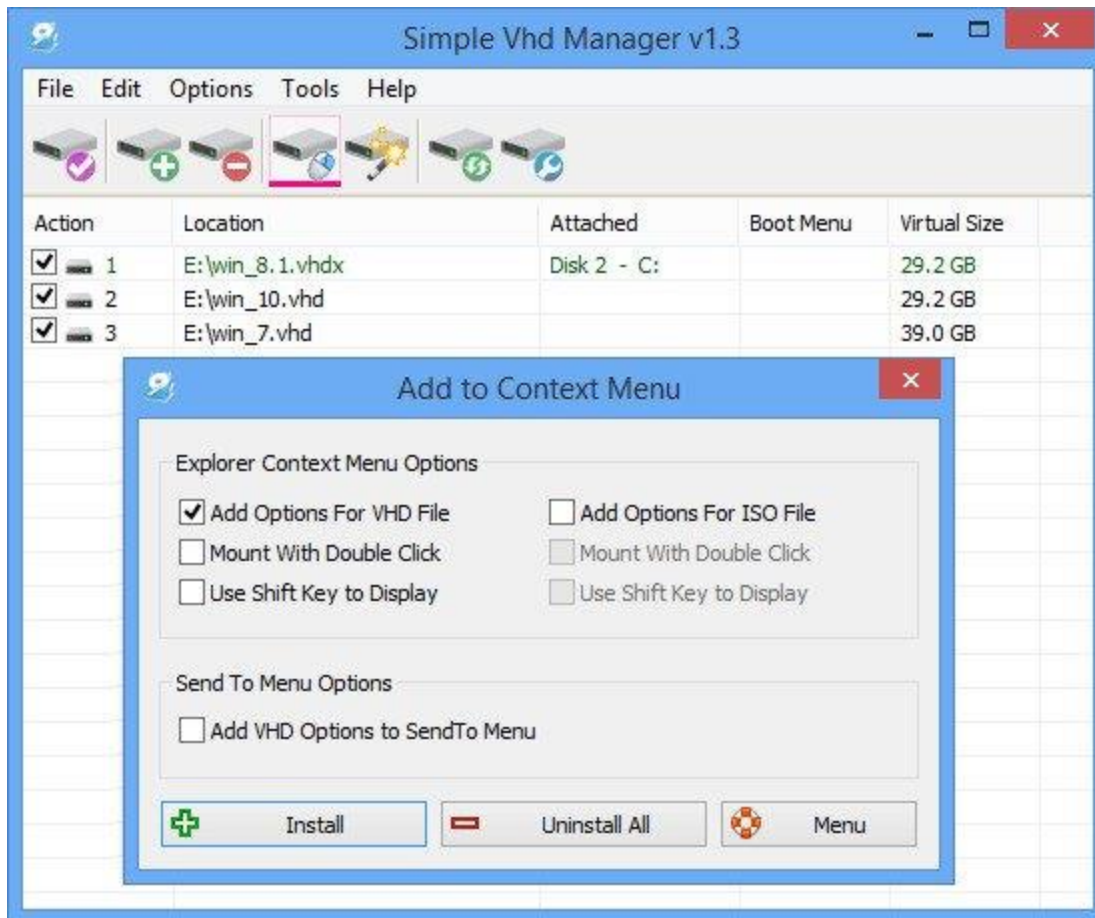 Simple Vhd Manager v1.3
File Edit Options Tools Help
Action Location Attached Boot Menu Virtual Size
1 E:\win_8.1.vhdx Disk 2 - C: 29.2 GB
2 E:\win_10.vhd 29.2 GB
3 E:\win_7.vhd 39.0 GB
Add to Context Menu
Explorer Context Menu Options
Add Options For VHD File Add Options For ISO File
Mount With Double Click Mount With Double Click
Use Shift Key to Display Use Shift Key to Display
Send To Menu Options
Add VHD Options to SendTo Menu
Install Uninstall All Menu